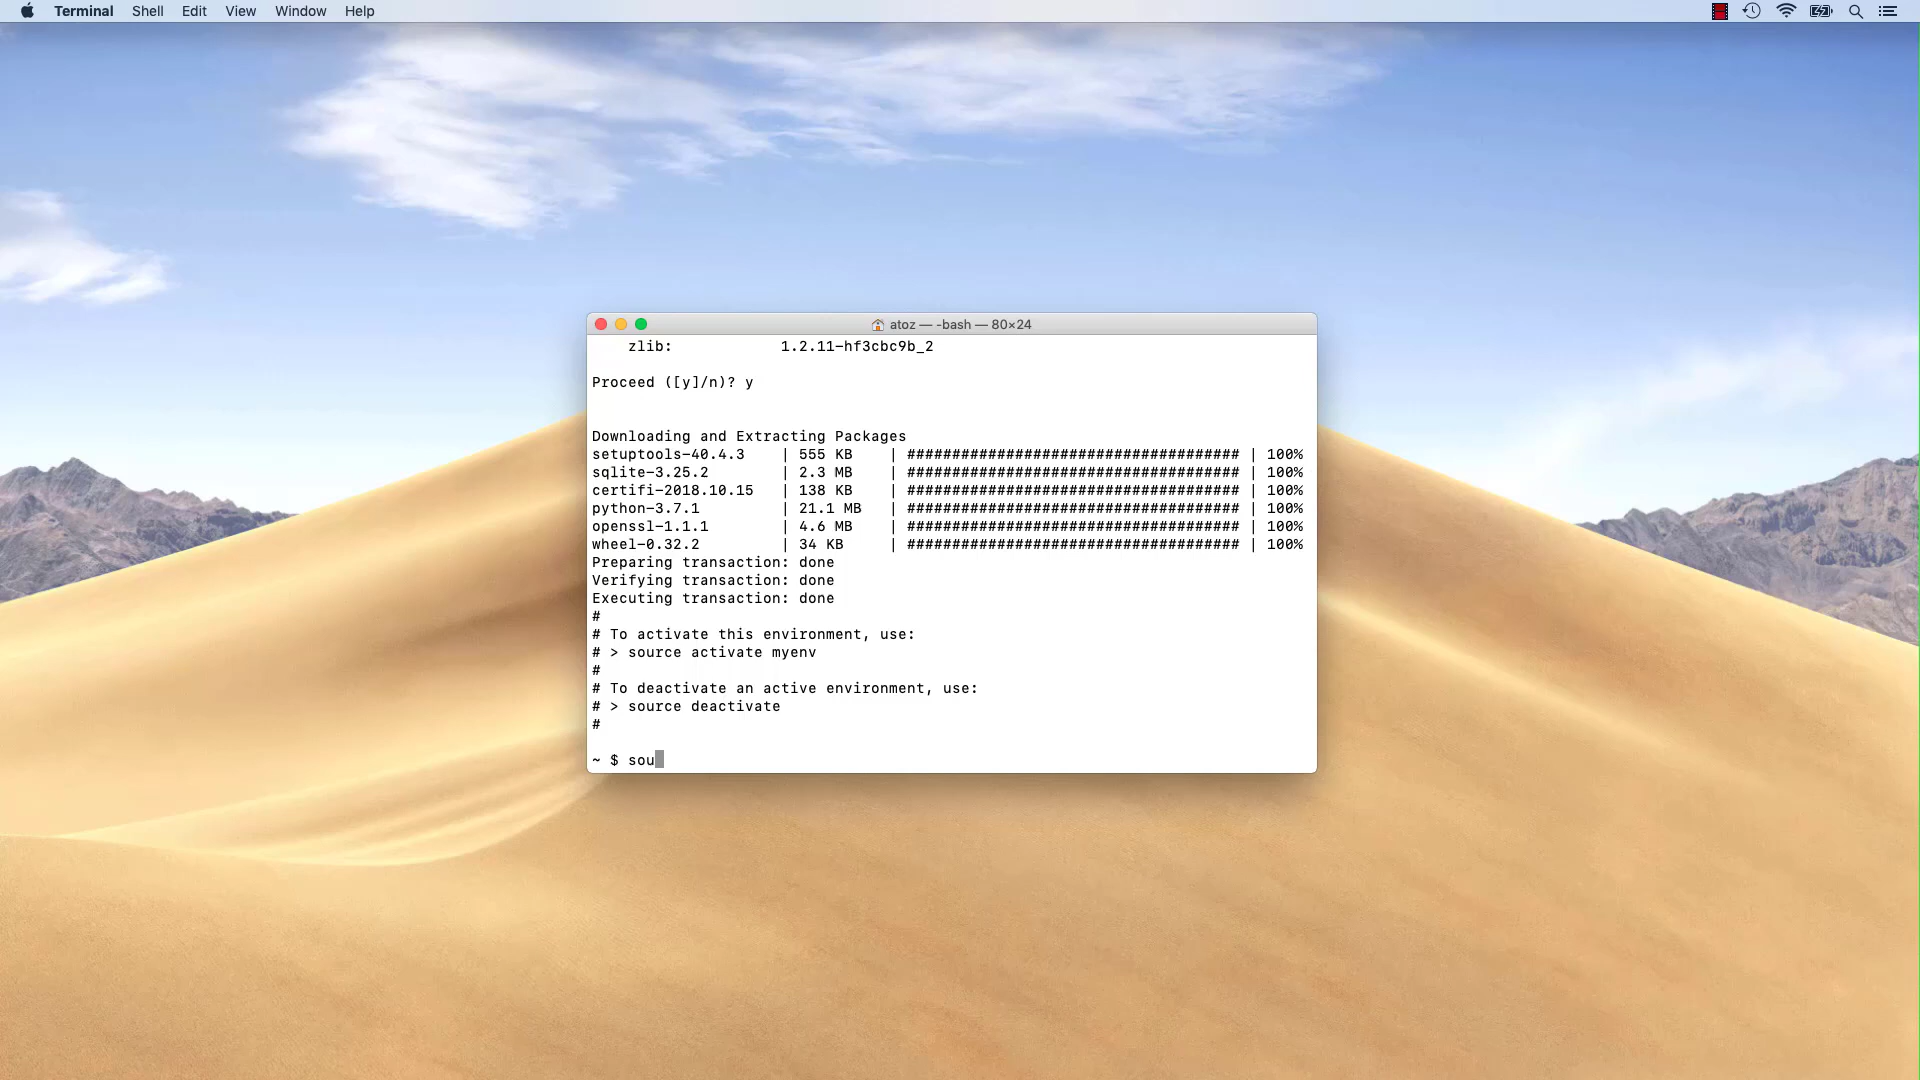 Terminal Shell Edit View Window Help
atoz — -bash — 80×24
zlib: 1.2.11-hf3cbc9b_2
Proceed ([y]/n)? y
Downloading and Extracting Packages
setuptools-40.4.3 | 555 KB | ##################################### | 100%
sqlite-3.25.2 | 2.3 MB | ##################################### | 100%
certifi-2018.10.15 | 138 KB | ##################################### | 100%
python-3.7.1 | 21.1 MB | ##################################### | 100%
openssl-1.1.1 | 4.6 MB | ##################################### | 100%
wheel-0.32.2 | 34 KB | ##################################### | 100%
Preparing transaction: done
Verifying transaction: done
Executing transaction: done
#
# To activate this environment, use:
# > source activate myenv
#
# To deactivate an active environment, use:
# > source deactivate
#
~ $ sou